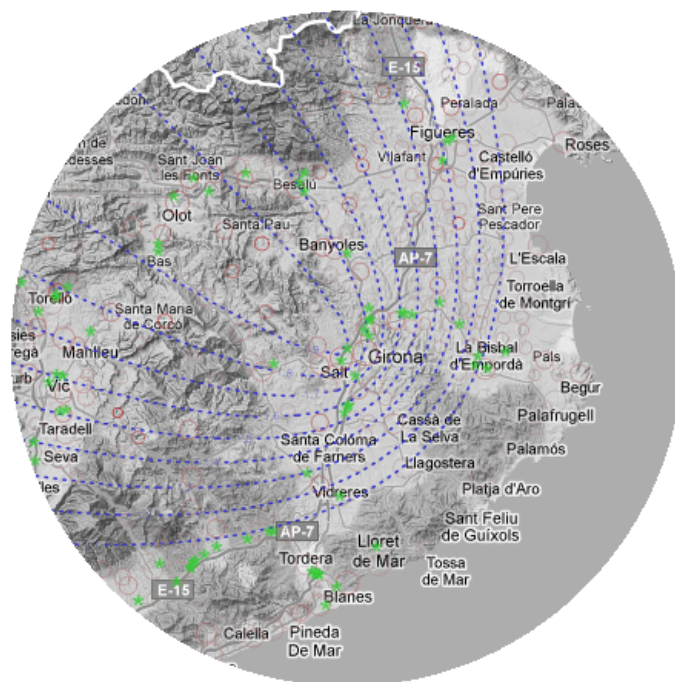 La Jonquera
E-15
Peralada
Figueres
Roses
Sant Joan
les Fonts
Vilafant
Castelló
d'Empúries
Besalú
Olot
Santa Pau
Sant Pere
Pescador
Banyoles
Bas
AP-7
L'Escala
Torelló
Torroella
de Montgrí
Santa Maria
de Corcó
Manlleu
Girona
La Bisbal
d'Empordà
Pals
Salt
Vic
Begur
Palafrugell
Taradell
Cassà de
La Selva
Santa Coloma
de Farners
Palamós
Seva
Llagostera
Vidreres
Platja d'Aro
Sant Feliu
de Guíxols
AP-7
Lloret
de Mar
Tordera
Tossa
de Mar
E-15
Blanes
Calella
Pineda
De Mar